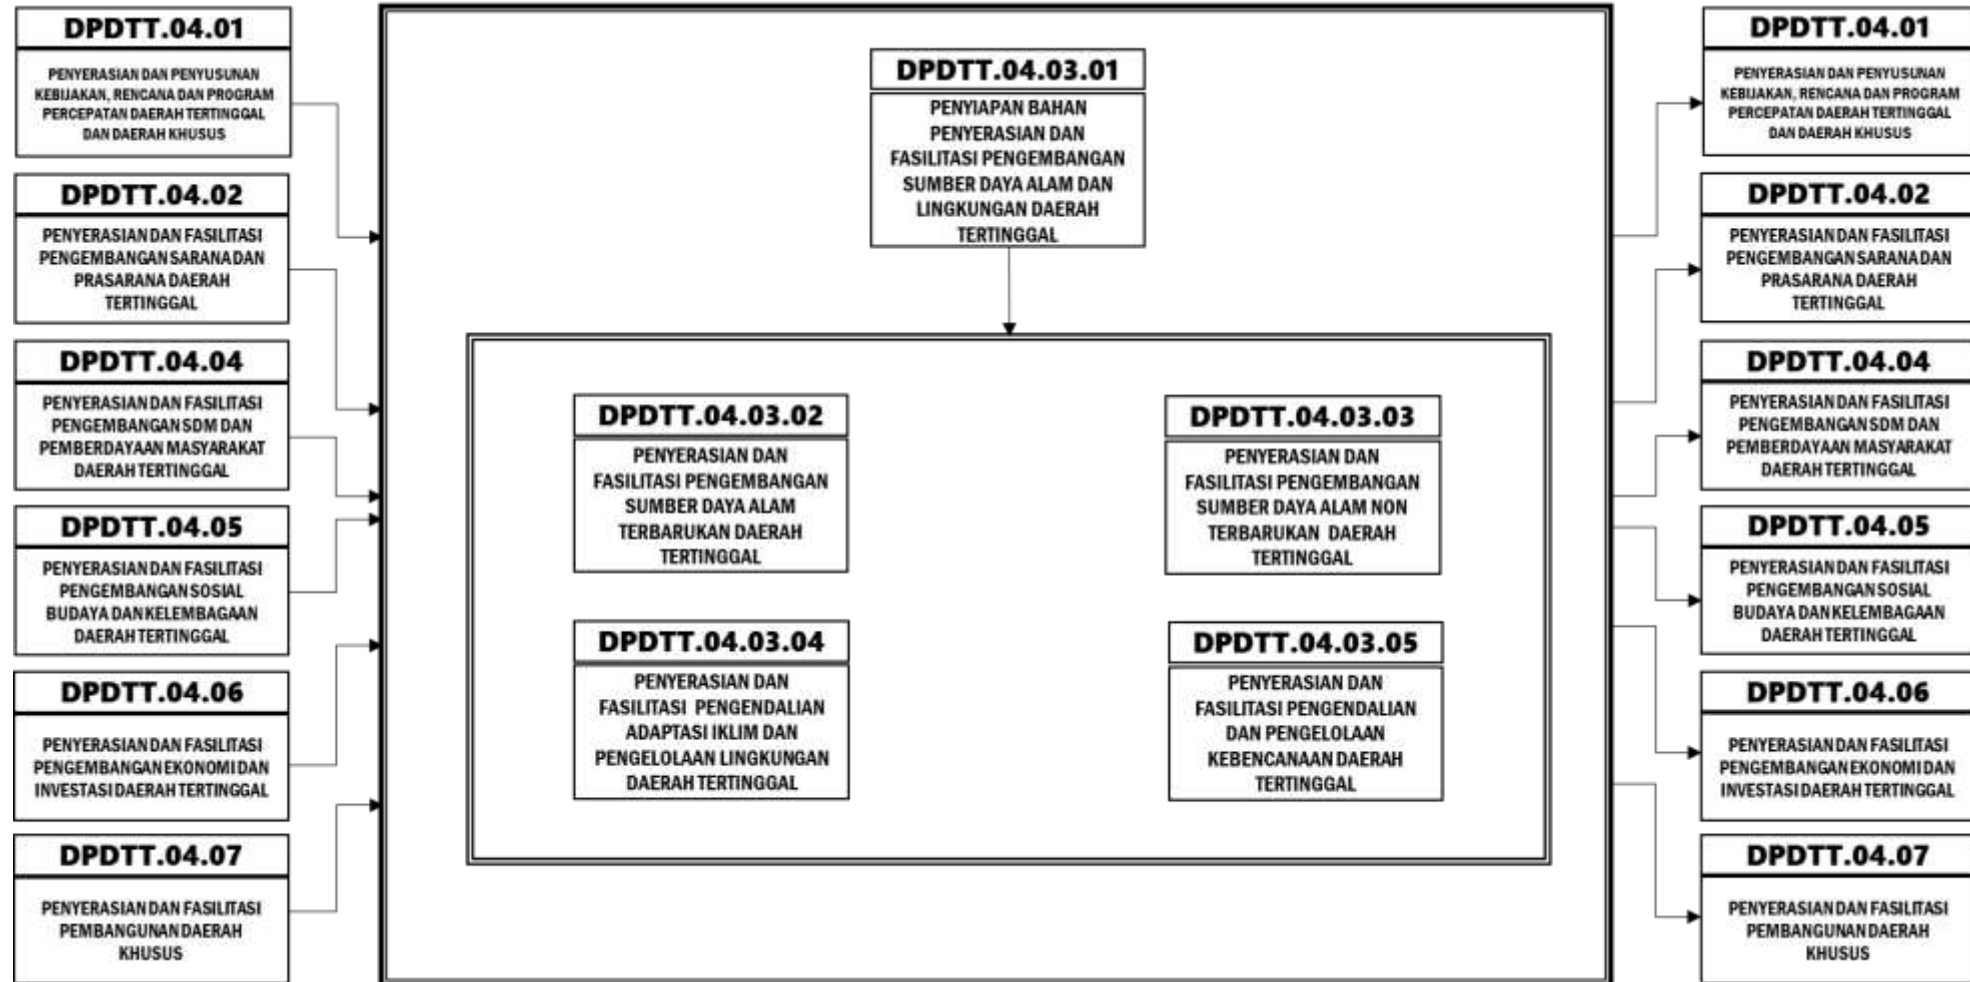 DPDTT.04.01
PENYERASIAN DAN PENYUSUNAN
KEBIJAKAN, RENCANA DAN PROGRAM
PERCEPATAN DAERAH TERTINGGAL
DAN DAERAH KHUSUS
DPDTT.04.02
PENYERASIAN DAN FASILITASI
PENGEMBANGAN SARANA DAN
PRASARANA DAERAH
TERTINGGAL
DPDTT.04.04
PENYERASIAN DAN FASILITASI
PENGEMBANGAN SDM DAN
PEMBERDAYAAN MASYARAKAT
DAERAH TERTINGGAL
DPDTT.04.05
PENYERASIAN DAN FASILITASI
PENGEMBANGAN SOSIAL
BUDAYA DAN KELEMBAGAAN
DAERAH TERTINGGAL
DPDTT.04.06
PENYERASIAN DAN FASILITASI
PENGEMBANGAN EKONOMI DAN
INVESTASI DAERAH TERTINGGAL
DPDTT.04.07
PENYERASIAN DAN FASILITASI
PEMBANGUNAN DAERAH
KHUSUS
DPDTT.04.03.01
PENYIAPAN BAHAN
PENYERASIAN DAN
FASILITASI PENGEMBANGAN
SUMBER DAYA ALAM DAN
LINGKUNGAN DAERAH
TERTINGGAL
DPDTT.04.03.02
PENYERASIAN DAN
FASILITASI PENGEMBANGAN
SUMBER DAYA ALAM
TERBARUKAN DAERAH
TERTINGGAL
DPDTT.04.03.03
PENYERASIAN DAN
FASILITASI PENGEMBANGAN
SUMBER DAYA ALAM NON
TERBARUKAN DAERAH
TERTINGGAL
DPDTT.04.03.04
PENYERASIAN DAN
FASILITASI PENGENDALIAN
ADAPTASI IKLIM DAN
PENGELOLAAN LINGKUNGAN
DAERAH TERTINGGAL
DPDTT.04.03.05
PENYERASIAN DAN
FASILITASI PENGENDALIAN
DAN PENGELOLAAN
KEBENCANAAN DAERAH
TERTINGGAL
DPDTT.04.01
PENYERASIAN DAN PENYUSUNAN
KEBIJAKAN, RENCANA DAN PROGRAM
PERCEPATAN DAERAH TERTINGGAL
DAN DAERAH KHUSUS
DPDTT.04.02
PENYERASIAN DAN FASILITASI
PENGEMBANGAN SARANA DAN
PRASARANA DAERAH
TERTINGGAL
DPDTT.04.04
PENYERASIAN DAN FASILITASI
PENGEMBANGAN SDM DAN
PEMBERDAYAAN MASYARAKAT
DAERAH TERTINGGAL
DPDTT.04.05
PENYERASIAN DAN FASILITASI
PENGEMBANGAN SOSIAL
BUDAYA DAN KELEMBAGAAN
DAERAH TERTINGGAL
DPDTT.04.06
PENYERASIAN DAN FASILITASI
PENGEMBANGAN EKONOMI DAN
INVESTASI DAERAH TERTINGGAL
DPDTT.04.07
PENYERASIAN DAN FASILITASI
PEMBANGUNAN DAERAH
KHUSUS